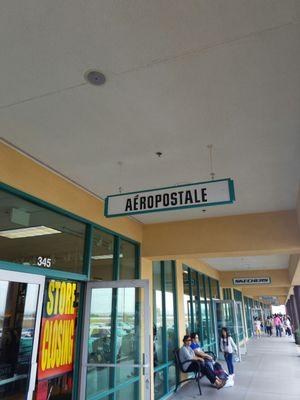 AÉROPOSTALE
SKECHERS
345
STORE
CLOSING